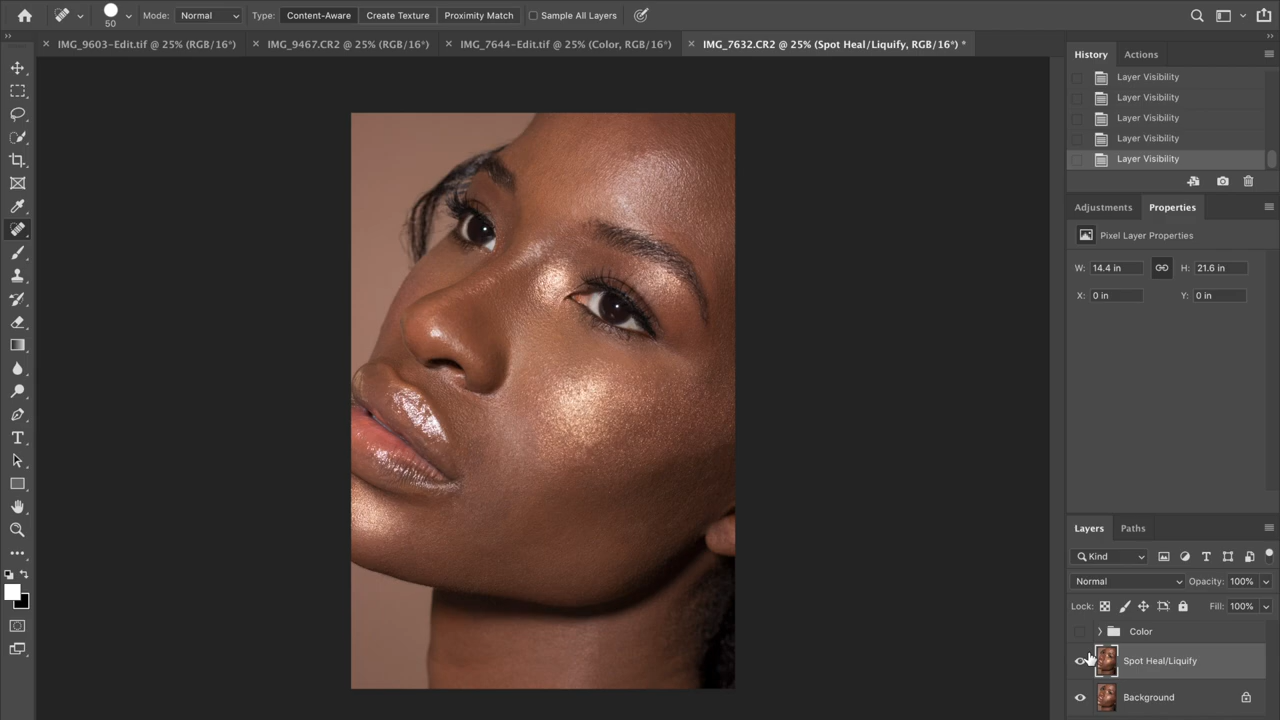 Mode: Normal Type: Content-Aware Create Texture Proximity Match Sample All Layers
50
IMG_9603-Edit.tif @ 25% (RGB/16*) IMG_9467.CR2 @ 25% (RGB/16*) IMG_7644-Edit.tif @ 25% (Color, RGB/16*) IMG_7632.CR2 @ 25% (Spot Heal/Liquify, RGB/16*) *
History Actions
Layer Visibility
Layer Visibility
Layer Visibility
Layer Visibility
Layer Visibility
Adjustments Properties
Pixel Layer Properties
W: 14.4 in H: 21.6 in
X: 0 in Y: 0 in
Layers Paths
Kind
Normal Opacity: 100%
Lock: Fill: 100%
Color
Spot Heal/Liquify
Background